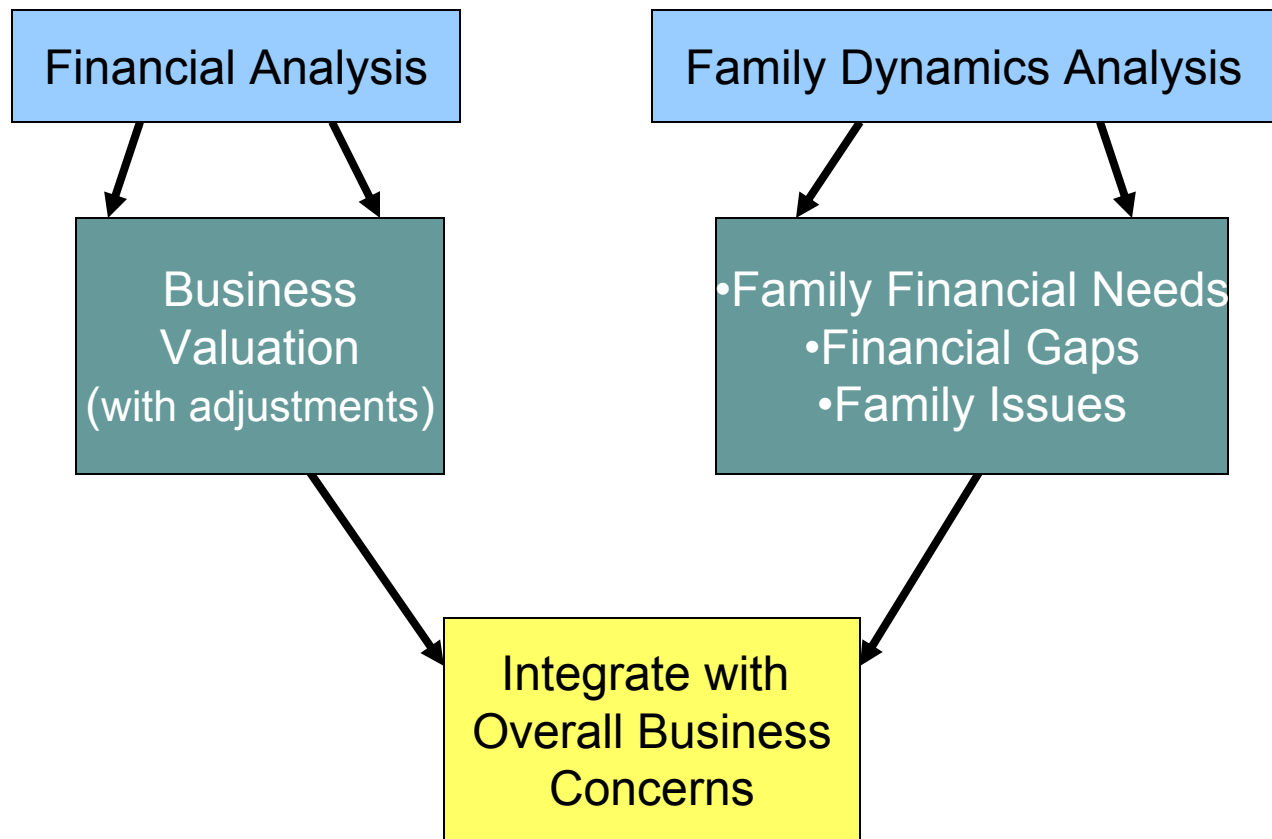 Financial Analysis
Family Dynamics Analysis
Business
Valuation
(with adjustments)
•Family Financial Needs
•Financial Gaps
•Family Issues
Integrate with
Overall Business
Concerns